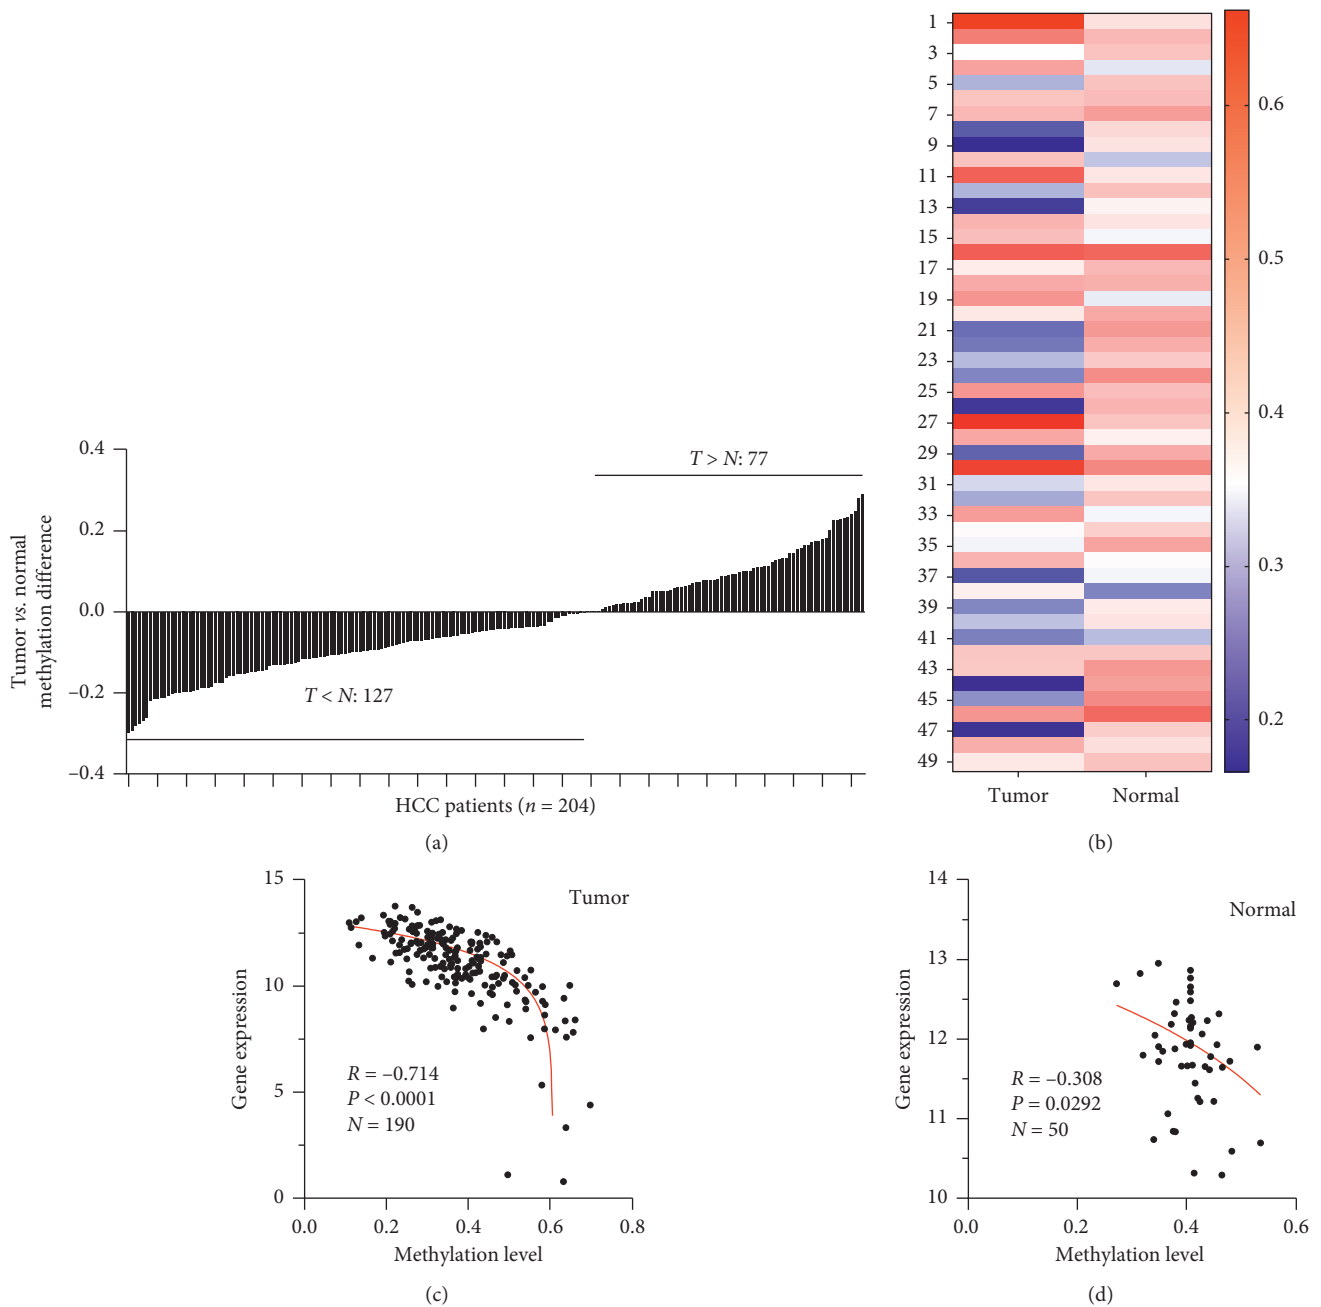 0.4
0.2
0.0
–0.2
–0.4
Tumor vs. normal
methylation difference
T > N: 77
T < N: 127
HCC patients (n = 204)
(a)
1
3
5
7
9
11
13
15
17
19
21
23
25
27
29
31
33
35
37
39
41
43
45
47
49
Tumor Normal
0.6
0.5
0.4
0.3
0.2
(b)
15
10
5
0
Gene expression
Tumor
R = –0.714
P < 0.0001
N = 190
0.0 0.2 0.4 0.6 0.8
Methylation level
(c)
14
13
12
11
10
Gene expression
Normal
R = –0.308
P = 0.0292
N = 50
0.0 0.2 0.4 0.6
Methylation level
(d)